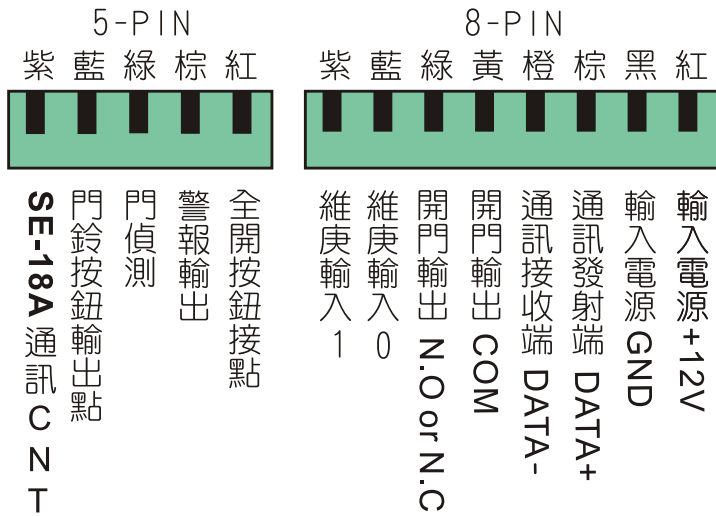 5-PIN
紫 藍 綠 棕 紅
SE-18A 通訊 CNT
門鈴按鈕輸出點
門偵測
警報輸出
全開按鈕接點
8-PIN
紫 藍 綠 黃 橙 棕 黑 紅
維庚輸入 1
維庚輸入 0
開門輸出 N.O or N.C
開門輸出 COM
通訊接收端 DATA-
通訊發射端 DATA+
輸入電源 GND
輸入電源 +12V